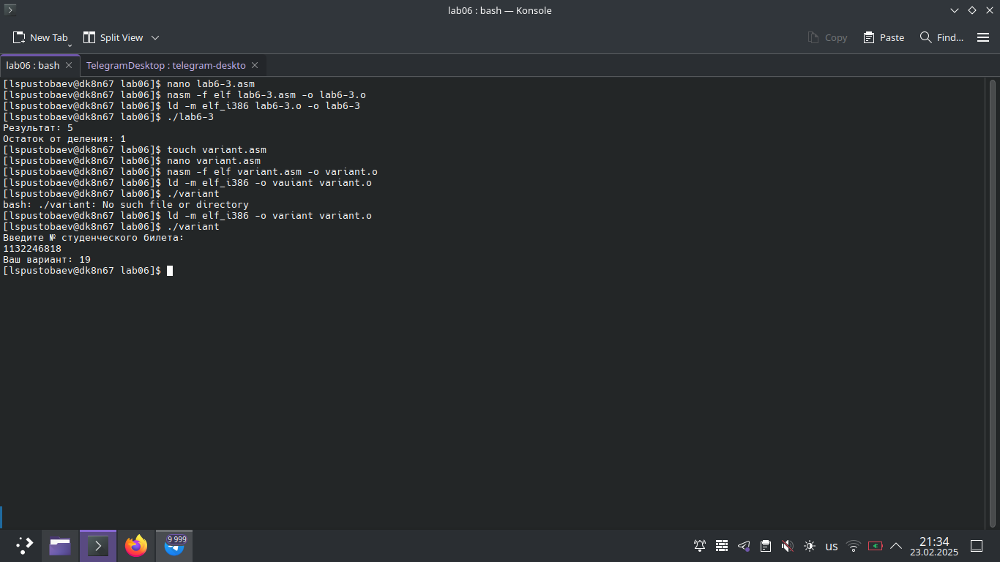 lab06 : bash — Konsole
New Tab Split View Copy Paste Find...
lab06 : bash TelegramDesktop : telegram-deskto
[lspustobaev@dk8n67 lab06]$ nano lab6-3.asm
[lspustobaev@dk8n67 lab06]$ nasm -f elf lab6-3.asm -o lab6-3.o
[lspustobaev@dk8n67 lab06]$ ld -m elf_i386 lab6-3.o -o lab6-3
[lspustobaev@dk8n67 lab06]$ ./lab6-3
Результат: 5
Остаток от деления: 1
[lspustobaev@dk8n67 lab06]$ touch variant.asm
[lspustobaev@dk8n67 lab06]$ nano variant.asm
[lspustobaev@dk8n67 lab06]$ nasm -f elf variant.asm -o variant.o
[lspustobaev@dk8n67 lab06]$ ld -m elf_i386 -o vauiant variant.o
[lspustobaev@dk8n67 lab06]$ ./variant
bash: ./variant: No such file or directory
[lspustobaev@dk8n67 lab06]$ ld -m elf_i386 -o variant variant.o
[lspustobaev@dk8n67 lab06]$ ./variant
Введите № студенческого билета:
1132246818
Ваш вариант: 19
[lspustobaev@dk8n67 lab06]$
9 999
us
21:34
23.02.2025